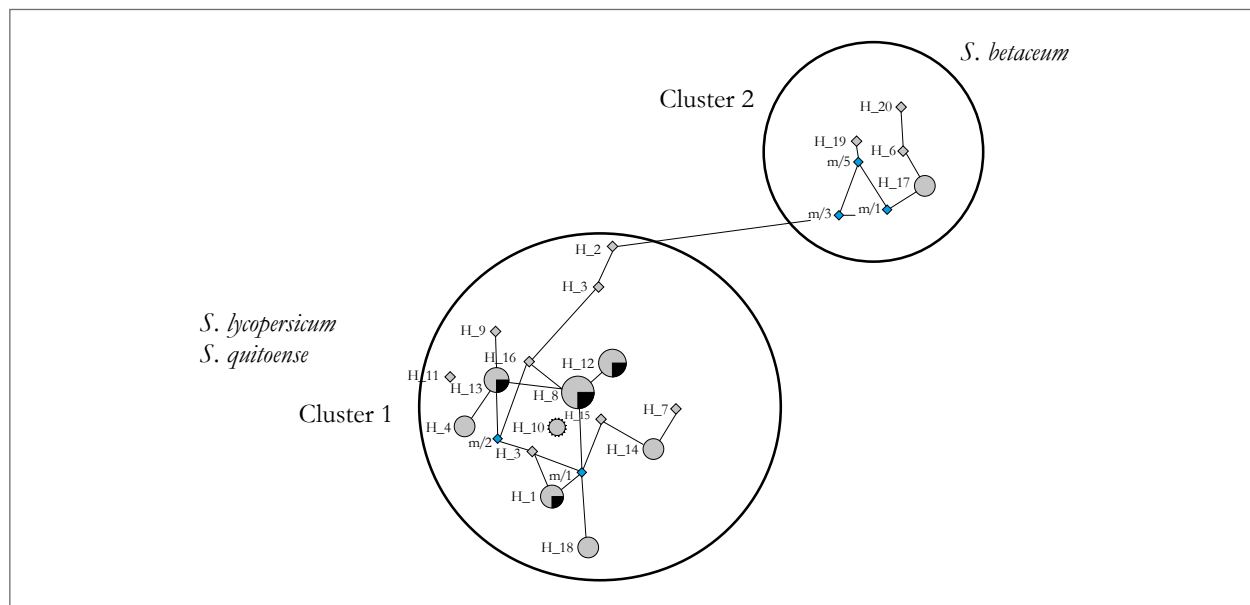 S. betaceum
Cluster 2
H_20
H_19
H_6
m/5
H_17
m/3
m/1
H_2
H_3
S. lycopersicum
S. quitoense
H_9
H_16
H_12
H_11
H_13
H_8
Cluster 1
H_15
H_7
H_4
H_10
m/2
H_3
H_14
m/1
H_1
H_18